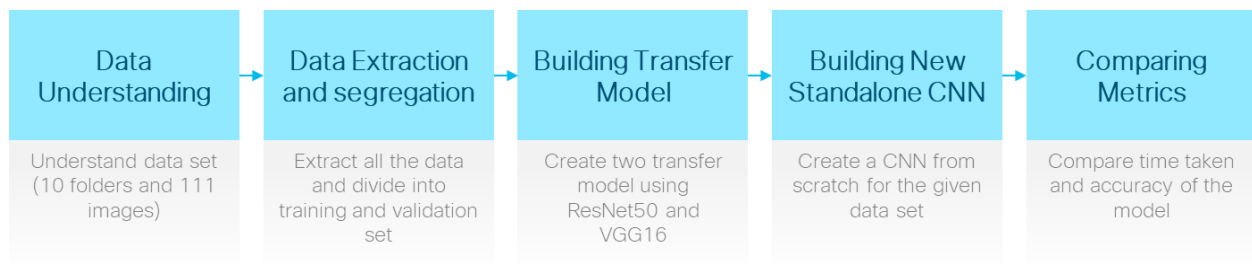 Data
Understanding
Understand data set
(10 folders and 111
images)
Data Extraction
and segregation
Extract all the data
and divide into
training and validation
set
Building Transfer
Model
Create two transfer
model using
ResNet50 and
VGG16
Building New
Standalone CNN
Create a CNN from
scratch for the given
data set
Comparing
Metrics
Compare time taken
and accuracy of the
model